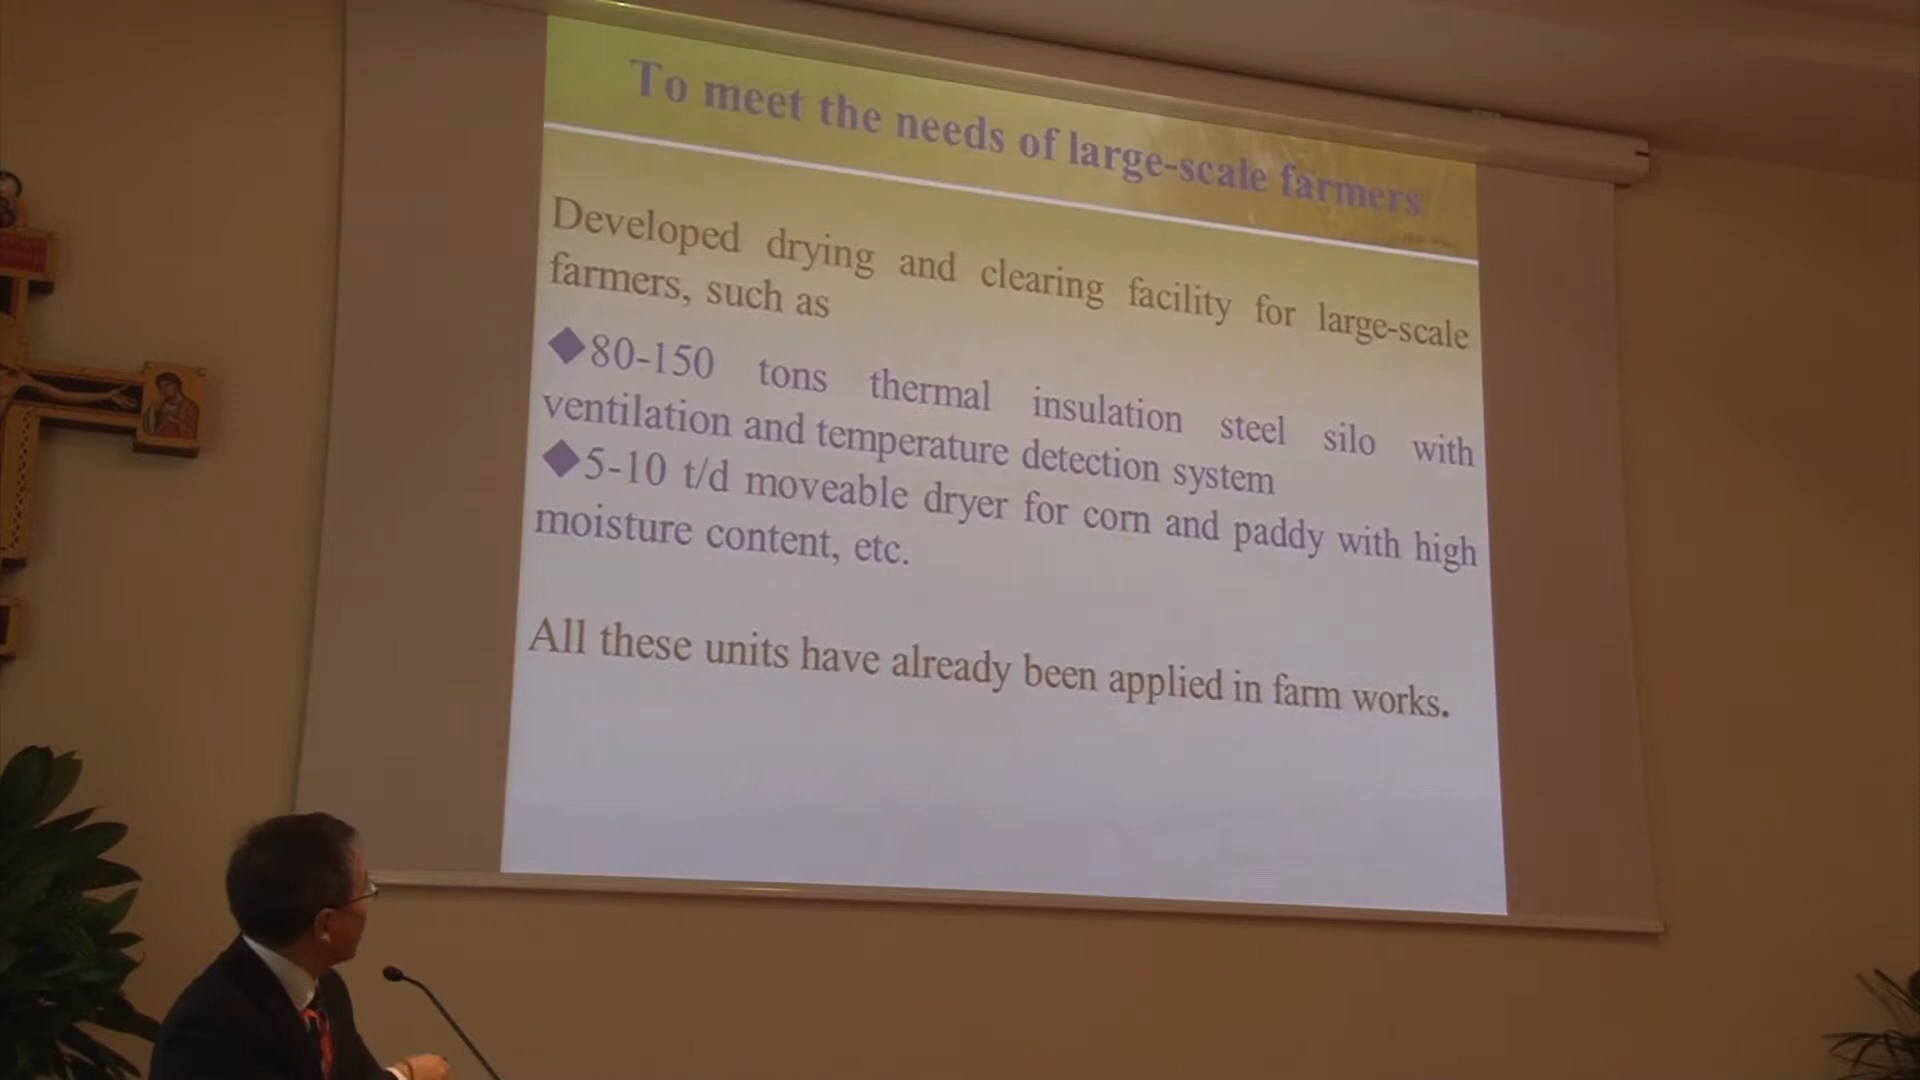 To meet the needs of large-scale farmers
Developed drying and clearing facility for large-scale
farmers, such as
◆80-150 tons thermal insulation steel silo with
ventilation and temperature detection system
◆5-10 t/d moveable dryer for corn and paddy with high
moisture content, etc.
All these units have already been applied in farm works.